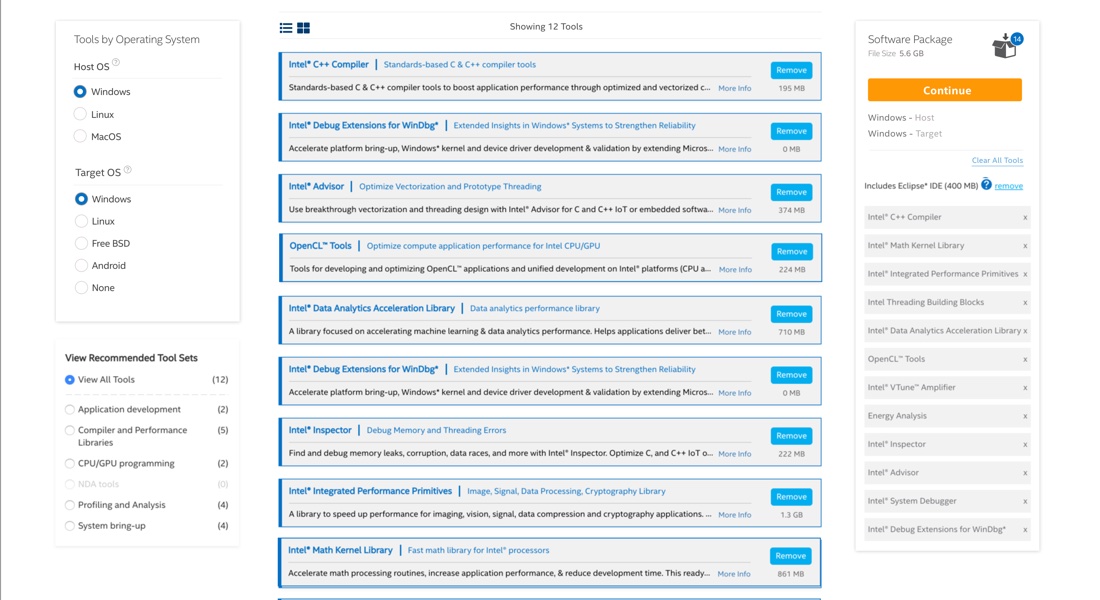 Tools by Operating System
Host OS ?
Windows
Linux
MacOS
Target OS ?
Windows
Linux
Free BSD
Android
None
View Recommended Tool Sets
View All Tools (12)
Application development (2)
Compiler and Performance (5)
Libraries
CPU/GPU programming (2)
NDA tools (0)
Profiling and Analysis (4)
System bring-up (4)
Showing 12 Tools
Intel® C++ Compiler | Standards-based C & C++ compiler tools
Remove
Standards-based C & C++ compiler tools to boost application performance through optimized and vectorized c... More Info 195 MB
Intel® Debug Extensions for WinDbg* | Extended Insights in Windows* Systems to Strengthen Reliability
Remove
Accelerate platform bring-up, Windows* kernel and device driver development & validation by extending Micros... More Info 0 MB
Intel® Advisor | Optimize Vectorization and Prototype Threading
Remove
Use breakthrough vectorization and threading design with Intel® Advisor for C and C++ IoT or embedded softwa... More Info 374 MB
OpenCL™ Tools | Optimize compute application performance for Intel CPU/GPU
Remove
Tools for developing and optimizing OpenCL™ applications and unified development on Intel® platforms (CPU a... More Info 224 MB
Intel® Data Analytics Acceleration Library | Data analytics performance library
Remove
A library focused on accelerating machine learning & data analytics performance. Helps applications deliver bet... More Info 710 MB
Intel® Debug Extensions for WinDbg* | Extended Insights in Windows* Systems to Strengthen Reliability
Remove
Accelerate platform bring-up, Windows* kernel and device driver development & validation by extending Micros... More Info 0 MB
Intel® Inspector | Debug Memory and Threading Errors
Remove
Find and debug memory leaks, corruption, data races, and more with Intel® Inspector. Optimize C, and C++ IoT o... More Info 222 MB
Intel® Integrated Performance Primitives | Image, Signal, Data Processing, Cryptography Library
Remove
A library to speed up performance for imaging, vision, signal, data compression and cryptography applications. ... More Info 1.3 GB
Intel® Math Kernel Library | Fast math library for Intel® processors
Remove
Accelerate math processing routines, increase application performance, & reduce development time. This ready... More Info 861 MB
Software Package
14
File Size 5.6 GB
Continue
Windows - Host
Windows - Target
Clear All Tools
Includes Eclipse* IDE (400 MB) ? remove
Intel® C++ Compiler x
Intel® Math Kernel Library x
Intel® Integrated Performance Primitives x
Intel Threading Building Blocks x
Intel® Data Analytics Acceleration Library x
OpenCL™ Tools x
Intel® VTune™ Amplifier x
Energy Analysis x
Intel® Inspector x
Intel® Advisor x
Intel® System Debugger x
Intel® Debug Extensions for WinDbg* x